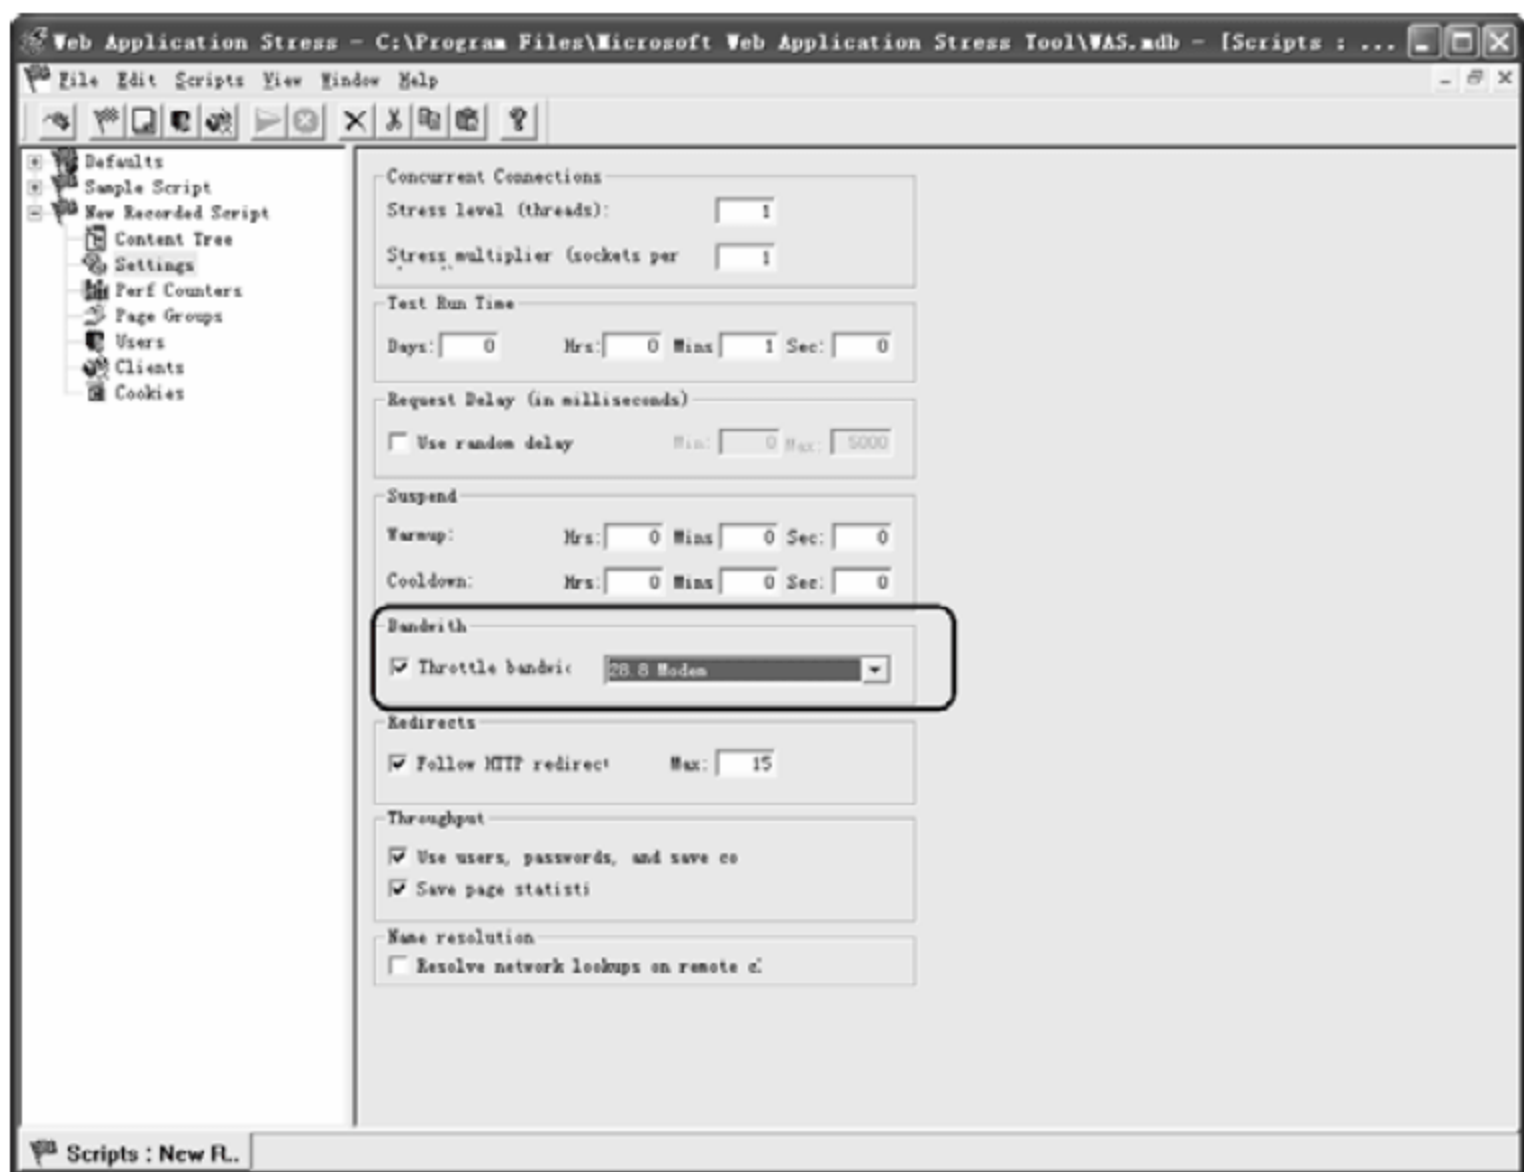 Web Application Stress - C:\Program Files\Microsoft Web Application Stress Tool\WAS.mdb - [Scripts : ...
File Edit Scripts View Window Help
Defaults
Sample Script
New Recorded Script
Content Tree
Settings
Perf Counters
Page Groups
Users
Clients
Cookies
Concurrent Connections
Stress level (threads): 1
Stress multiplier (sockets per 1
Test Run Time
Days: 0 Hrs: 0 Mins 1 Sec: 0
Request Delay (in milliseconds)
Use random delay Min: 0 Max: 5000
Suspend
Warmup: Hrs: 0 Mins 0 Sec: 0
Cooldown: Hrs: 0 Mins 0 Sec: 0
Bandwith
Throttle bandwic 28.8 Modem
Redirects
Follow HTTP redirect Max: 15
Throughput
Use users, passwords, and save co
Save page statisti
Name resolution
Resolve network lookups on remote c
Scripts : New R..